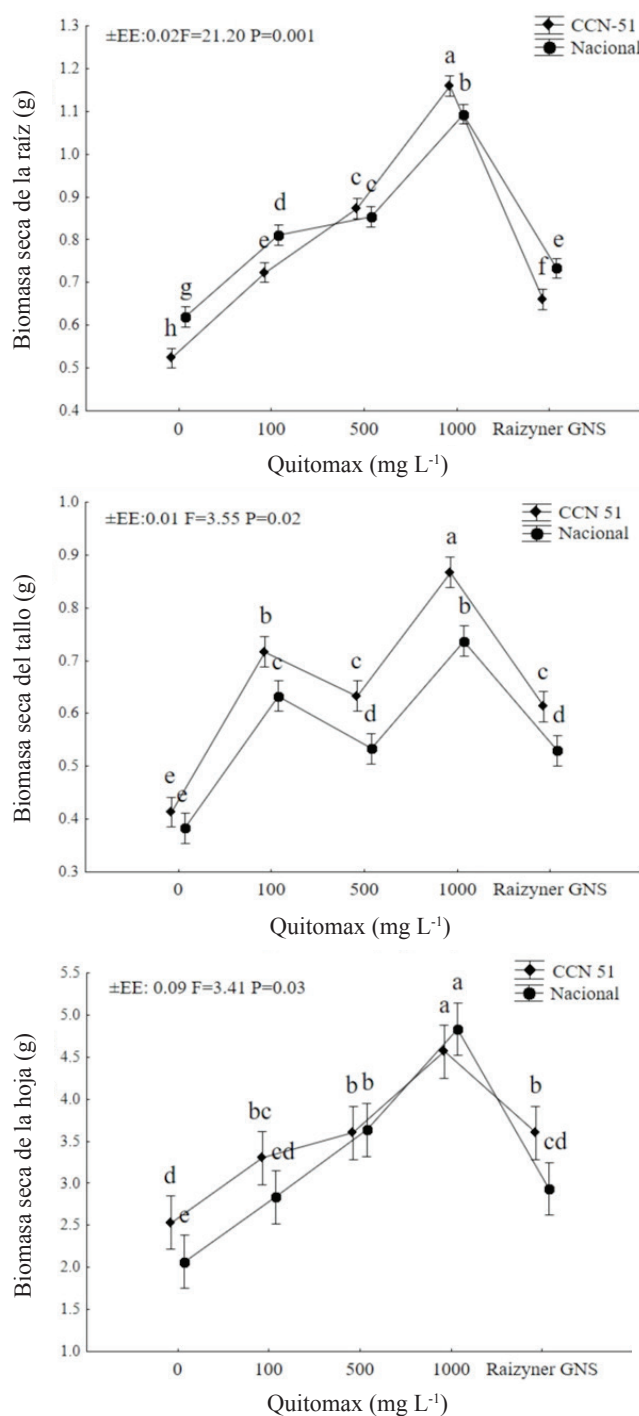 ±EE:0.02F=21.20 P=0.001
CCN-51
Nacional
Biomasa seca de la raíz (g)
1.3
1.2
1.1
1.0
0.9
0.8
0.7
0.6
0.5
0.4
h
g
e
d
c
c
a
b
f
e
0 100 500 1000 Raizyner GNS
Quitomax (mg L⁻¹)
±EE:0.01 F=3.55 P=0.02
CCN 51
Nacional
Biomasa seca del tallo (g)
1.0
0.9
0.8
0.7
0.6
0.5
0.4
0.3
e
e
b
c
c
d
a
b
c
d
0 100 500 1000 Raizyner GNS
Quitomax (mg L⁻¹)
±EE: 0.09 F=3.41 P=0.03
CCN 51
Nacional
Biomasa seca de la hoja (g)
5.5
5.0
4.5
4.0
3.5
3.0
2.5
2.0
1.5
1.0
d
e
bc
cd
b
b
a
a
b
cd
0 100 500 1000 Raizyner GNS
Quitomax (mg L⁻¹)